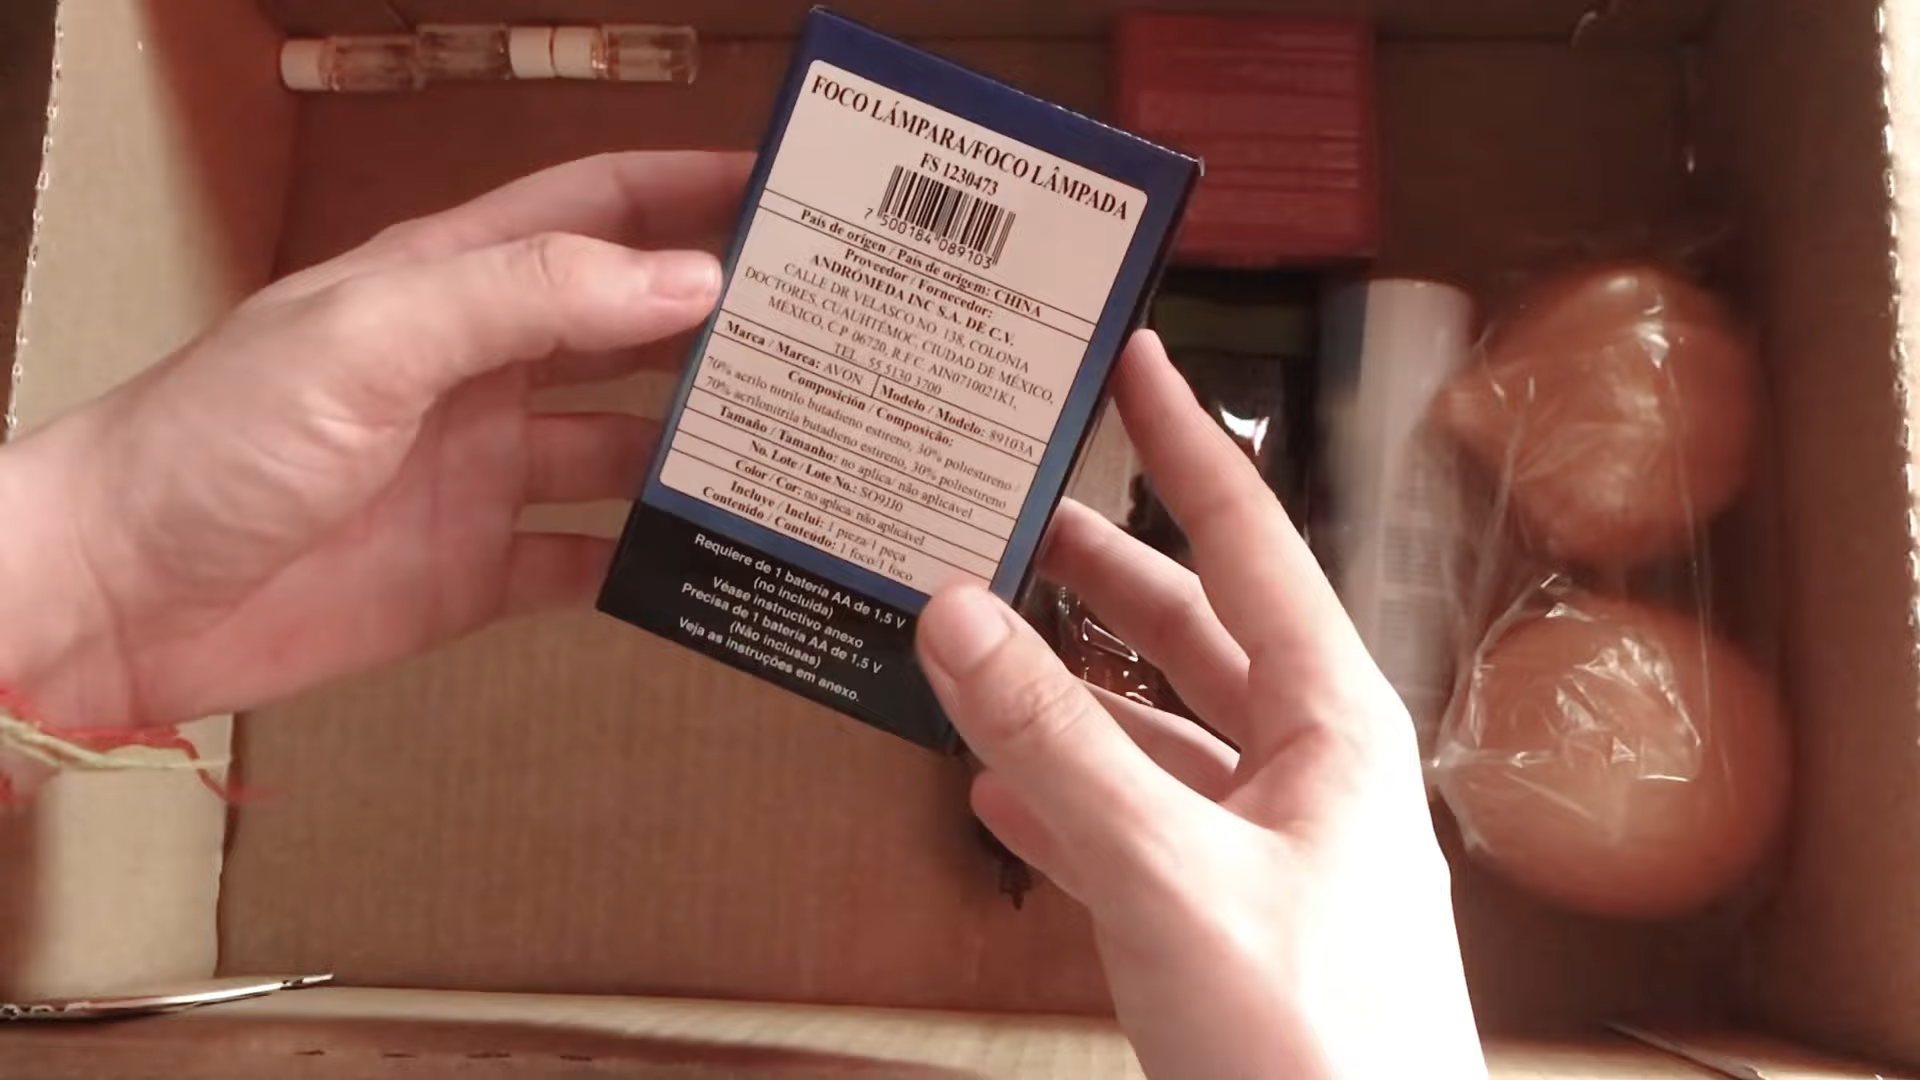 FOCO LÁMPARA/FOCO LÂMPADA
FS 1230473
7 500184 089103
País de origen / País de origem: CHINA
Proveedor / Fornecedor:
ANDRÓMEDA INC S.A. DE C.V.
CALLE DR VELASCO NO. 138, COLONIA
DOCTORES, CUAUHTÉMOC, CIUDAD DE MÉXICO,
MÉXICO, C.P. 06720, R.F.C. AIN0710021K1,
TEL. 55 5130 3700
Marca / Marca: AVON Modelo / Modelo: 89103A
Composición / Composição:
70% acrilo nutrilo butadieno estireno, 30% poliestireno /
70% acrilonitrila butadieno estireno, 30% poliestireno
Tamaño / Tamanho: no aplica/ não aplicável
No. Lote / Lote No.: SO9JJ0
Color / Cor: no aplica/ não aplicável
Incluye / Inclui: 1 pieza/1 peça
Contenido / Conteúdo: 1 foco/1 foco
Requiere de 1 batería AA de 1,5 V
(no incluida)
Véase instructivo anexo
Precisa de 1 bateria AA de 1,5 V
(Não inclusas)
Veja as instruções em anexo.